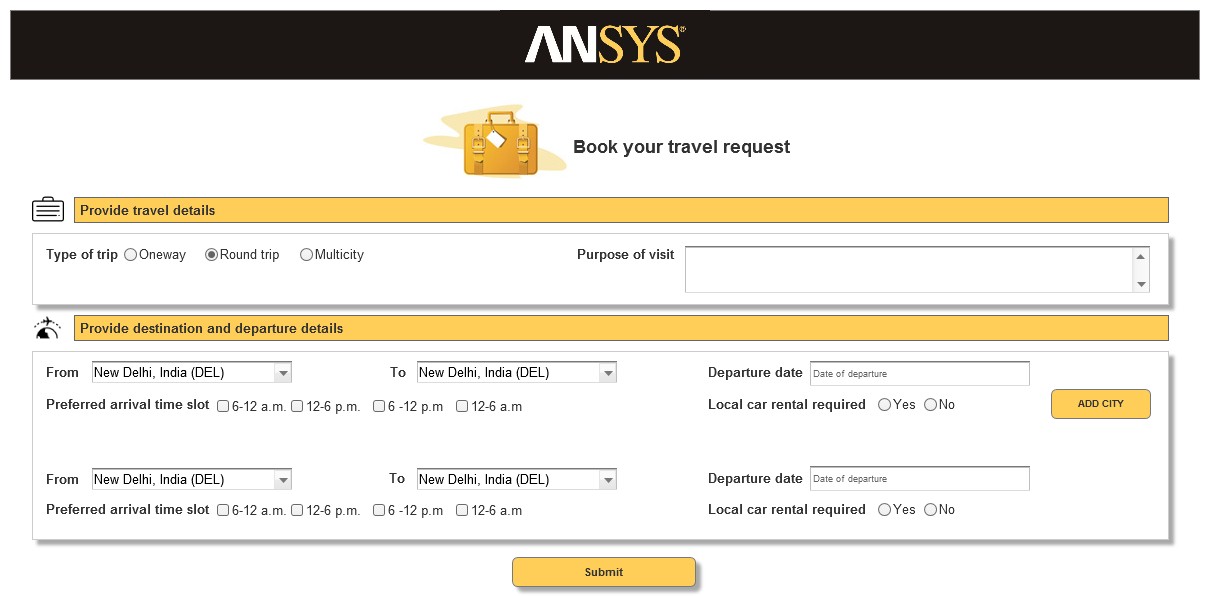 ANSYS®
Book your travel request
Provide travel details
Type of trip Oneway Round trip Multicity Purpose of visit
Provide destination and departure details
From New Delhi, India (DEL) To New Delhi, India (DEL) Departure date Date of departure
Preferred arrival time slot 6-12 a.m. 12-6 p.m. 6 -12 p.m 12-6 a.m Local car rental required Yes No ADD CITY
From New Delhi, India (DEL) To New Delhi, India (DEL) Departure date Date of departure
Preferred arrival time slot 6-12 a.m. 12-6 p.m. 6 -12 p.m 12-6 a.m Local car rental required Yes No
Submit